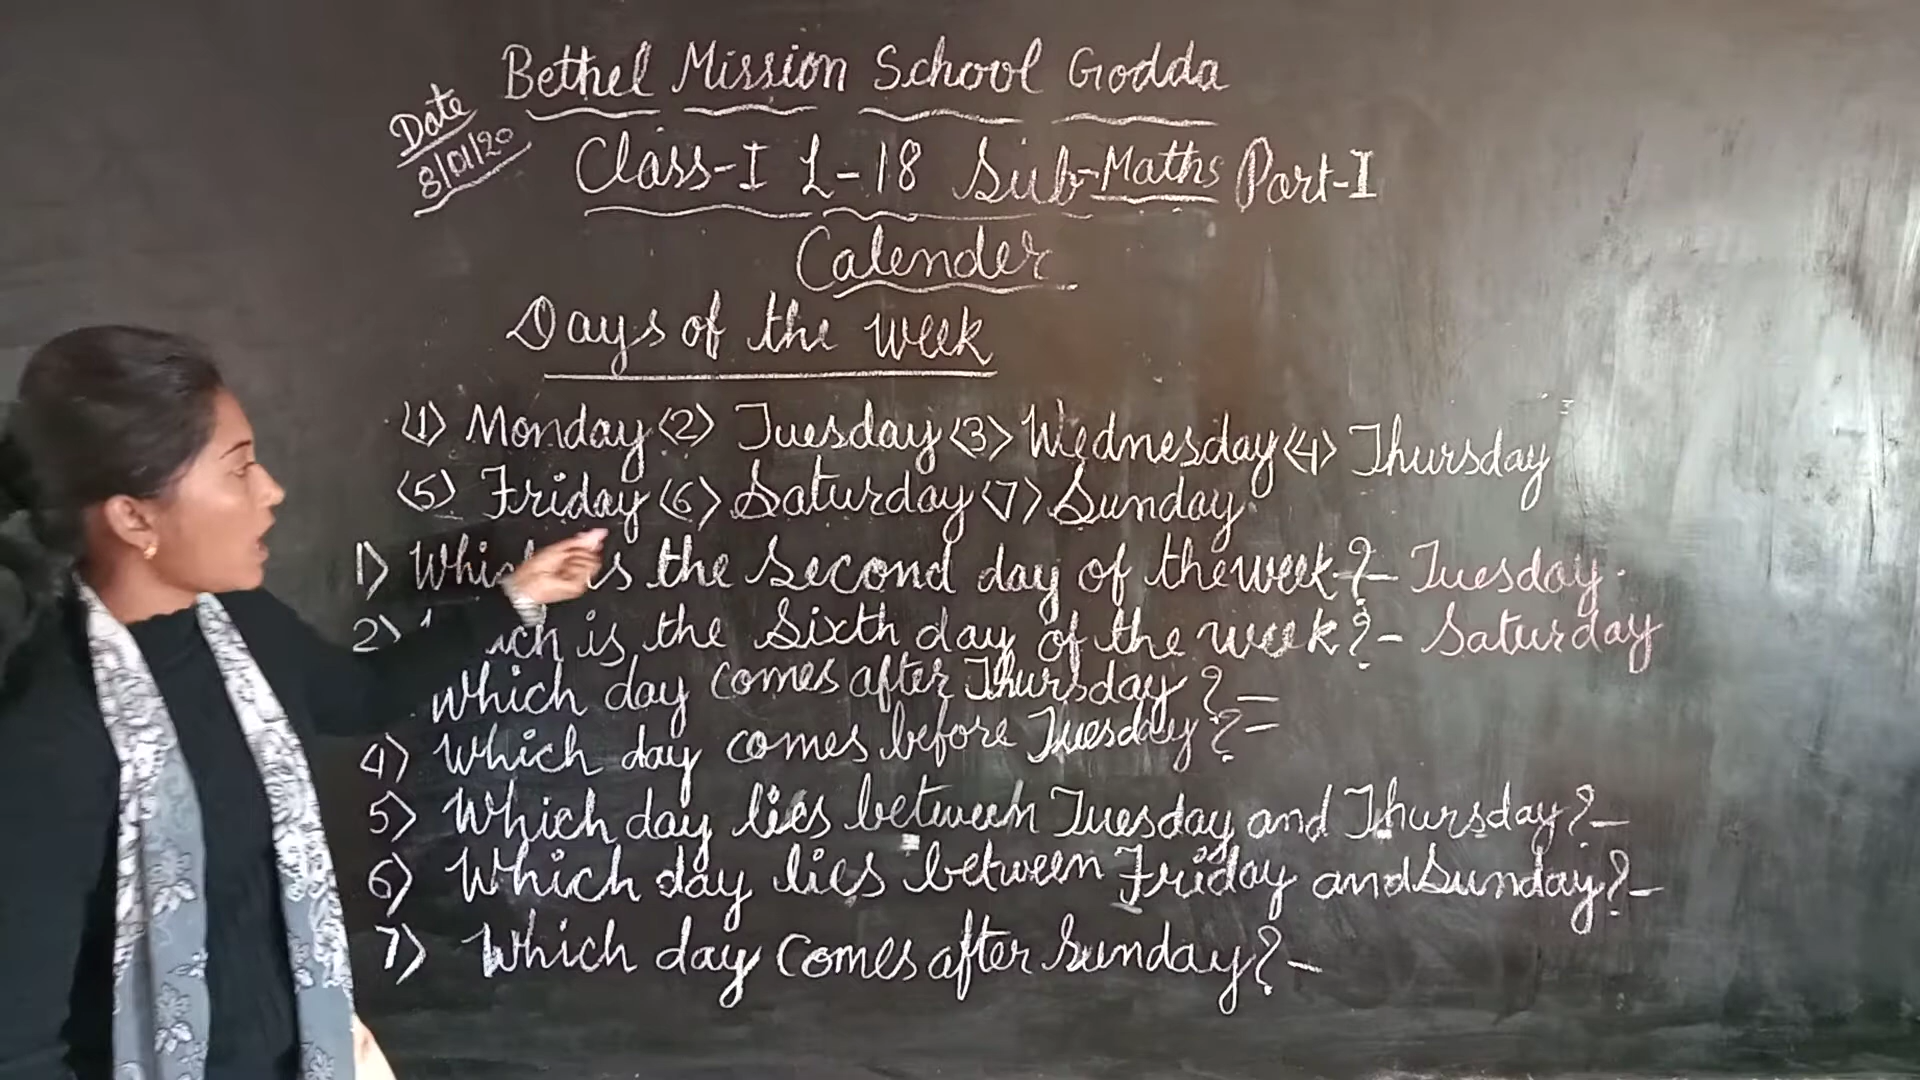 Bethel Mission School Godda
Date
8/01/20
Class-I L-18 Sub-Maths Part-I
Calender
Days of the week
(1) Monday (2) Tuesday (3) Wednesday (4) Thursday
(5) Friday (6) Saturday (7) Sunday
1) is the second day of the week? - Tuesday.
2) is the Sixth day of the week? - Saturday
which day comes after Thursday? -
4) which day comes before Tuesday? -
5) Which day lies between Tuesday and Thursday? -
6) Which day lies between Friday and Sunday? -
7) Which day comes after Sunday? -